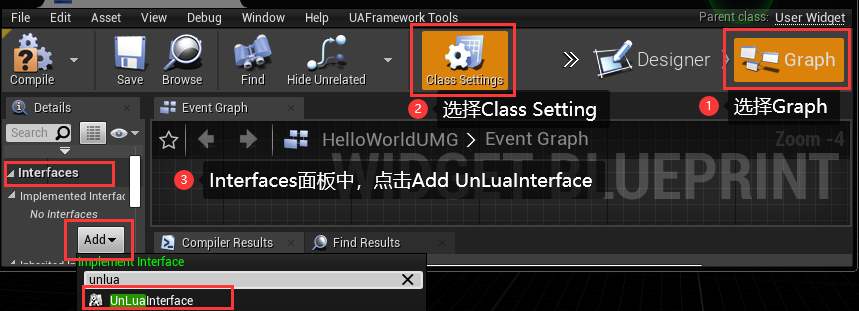 File Edit Asset View Debug Window Help UAFramework Tools Parent class: User Widget
Compile Save Browse Find Hide Unrelated Class Settings Designer Graph
2 选择Class Setting 1 选择Graph
Details Event Graph
Search HelloWorldUMG > Event Graph Zoom -4
Interfaces
3 Interfaces面板中，点击Add UnLuaInterface
WIDGET BLUEPRINT
Implemented Interfac
No Interfaces
Add Compiler Results Find Results
Inherited In Implement Interface
unlua
UnLuaInterface